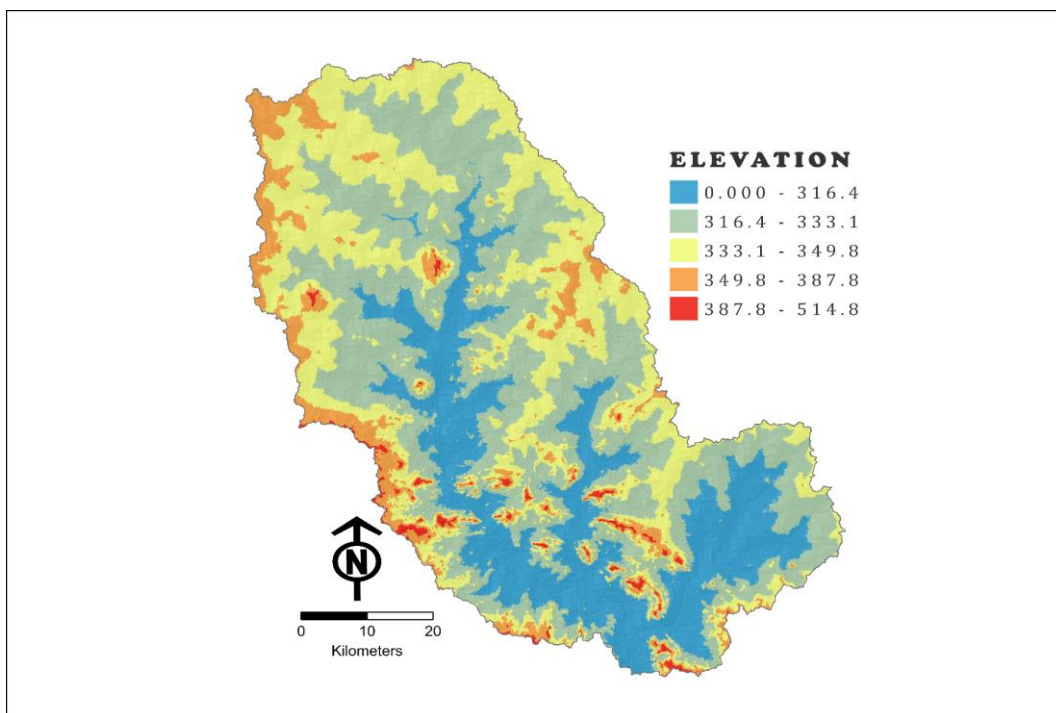 ELEVATION
0.000 - 316.4
316.4 - 333.1
333.1 - 349.8
349.8 - 387.8
387.8 - 514.8
N
0 10 20
Kilometers